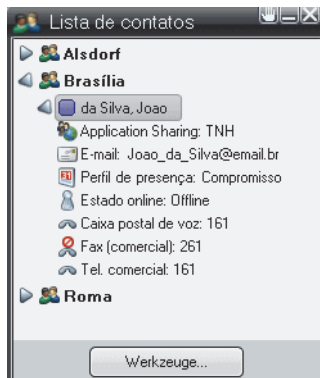 Lista de contatos
Alsdorf
Brasília
da Silva, Joao
Application Sharing: TNH
E-mail: Joao_da_Silva@email.br
Perfil de presença: Compromisso
Estado online: Offline
Caixa postal de voz: 161
Fax (comercial): 261
Tel. comercial: 161
Roma
Werkzeuge...